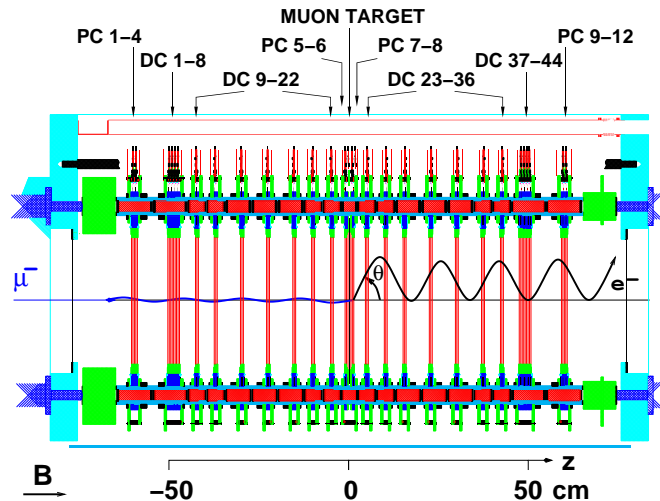 MUON TARGET
PC 1–4 PC 5–6 PC 7–8 PC 9–12
DC 1–8 DC 9–22 DC 23–36 DC 37–44
μ⁻ θ e⁻
B z
−50 0 50 cm